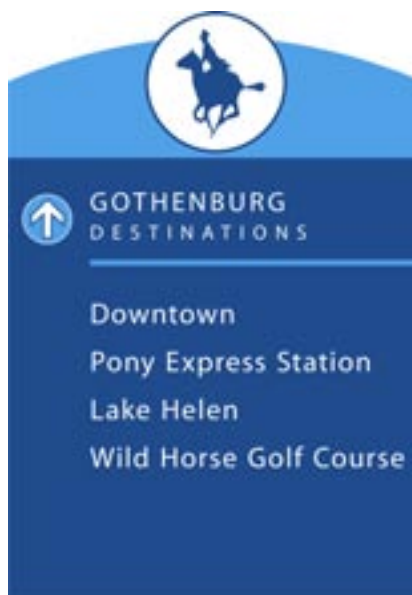 GOTHENBURG
DESTINATIONS
Downtown
Pony Express Station
Lake Helen
Wild Horse Golf Course